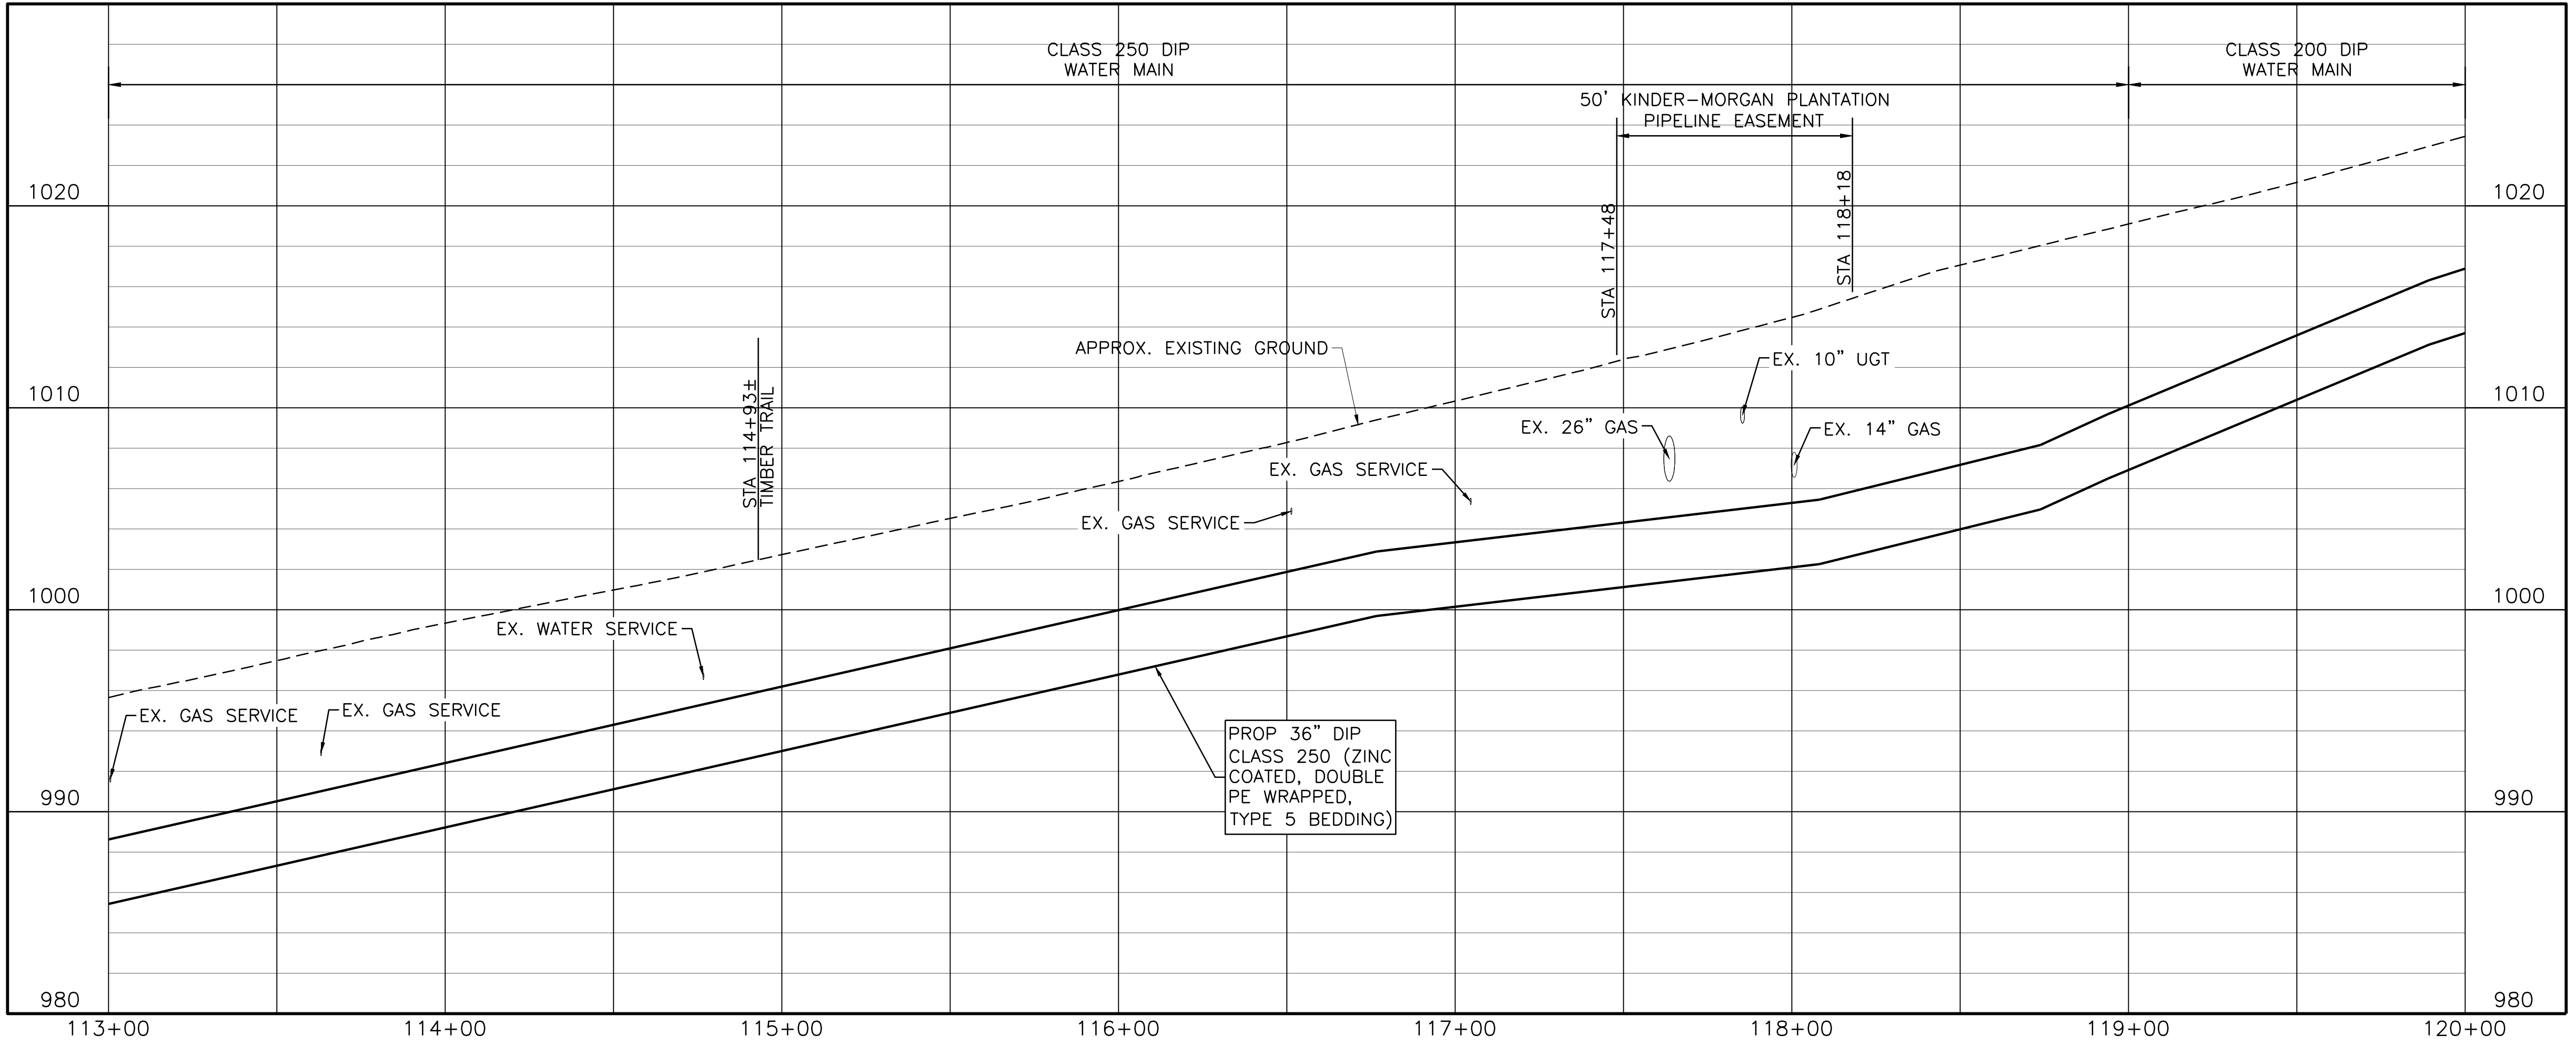 CLASS 250 DIP
WATER MAIN
CLASS 200 DIP
WATER MAIN
50' KINDER-MORGAN PLANTATION
PIPELINE EASEMENT
STA 117+48
STA 118+18
1020
1020
APPROX. EXISTING GROUND
EX. 10" UGT
STA 114+93±
TIMBER TRAIL
1010
1010
EX. 26" GAS
EX. 14" GAS
EX. GAS SERVICE
EX. GAS SERVICE
1000
1000
EX. WATER SERVICE
EX. GAS SERVICE
EX. GAS SERVICE
PROP 36" DIP
CLASS 250 (ZINC
COATED, DOUBLE
PE WRAPPED,
TYPE 5 BEDDING)
990
990
980
980
113+00
114+00
115+00
116+00
117+00
118+00
119+00
120+00